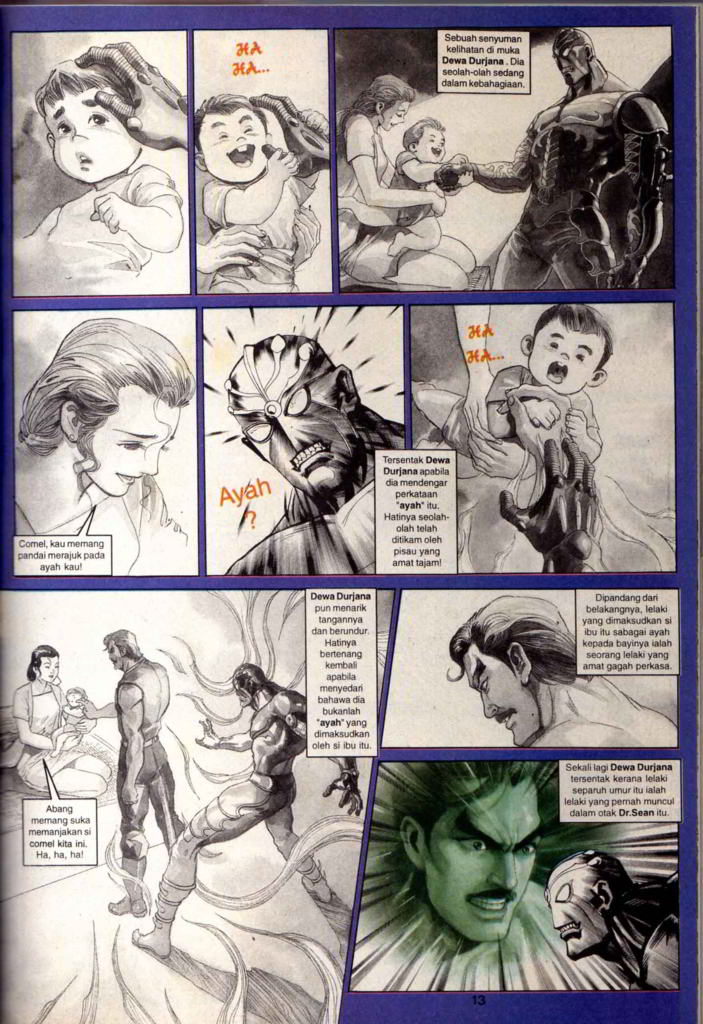 HA
HA...
Sebuah senyuman
kelihatan di muka
Dewa Durjana . Dia
seolah-olah sedang
dalam kebahagiaan.
Comel, kau memang
pandai merajuk pada
ayah kau!
Ayah
?
Tersentak Dewa
Durjana apabila
dia mendengar
perkataan
"ayah" itu.
Hatinya seolah-
olah telah
ditikam oleh
pisau yang
amat tajam!
HA
HA...
Abang
memang suka
memanjakan si
comel kita ini.
Ha, ha, ha!
Dewa Durjana
pun menarik
tangannya
dan berundur.
Hatinya
bertenang
kembali
apabila
menyedari
bahawa dia
bukanlah
"ayah" yang
dimaksudkan
oleh si ibu itu.
Dipandang dari
belakangnya, lelaki
yang dimaksudkan si
ibu itu sebagai ayah
kepada bayinya ialah
seorang lelaki yang
amat gagah perkasa.
Sekali lagi Dewa Durjana
tersentak kerana lelaki
separuh umur itu ialah
lelaki yang pernah muncul
dalam otak Dr.Sean itu.
13